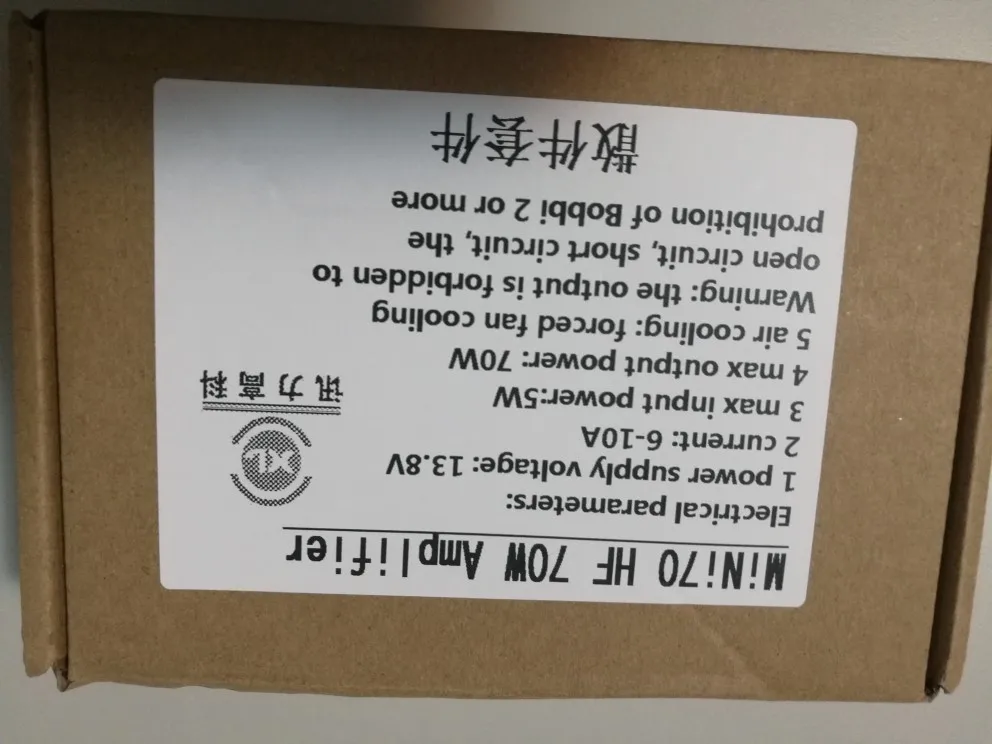 MiNi70 HF 70W Amplifier
Electrical parameters:
1 power supply voltage: 13.8V
2 current: 6-10A
3 max input power:5W
4 max output power: 70W
5 air cooling: forced fan cooling
Warning: the output is forbidden to
open circuit, short circuit, the
prohibition of Bobbi 2 or more
散件套件
XL
讯力高科